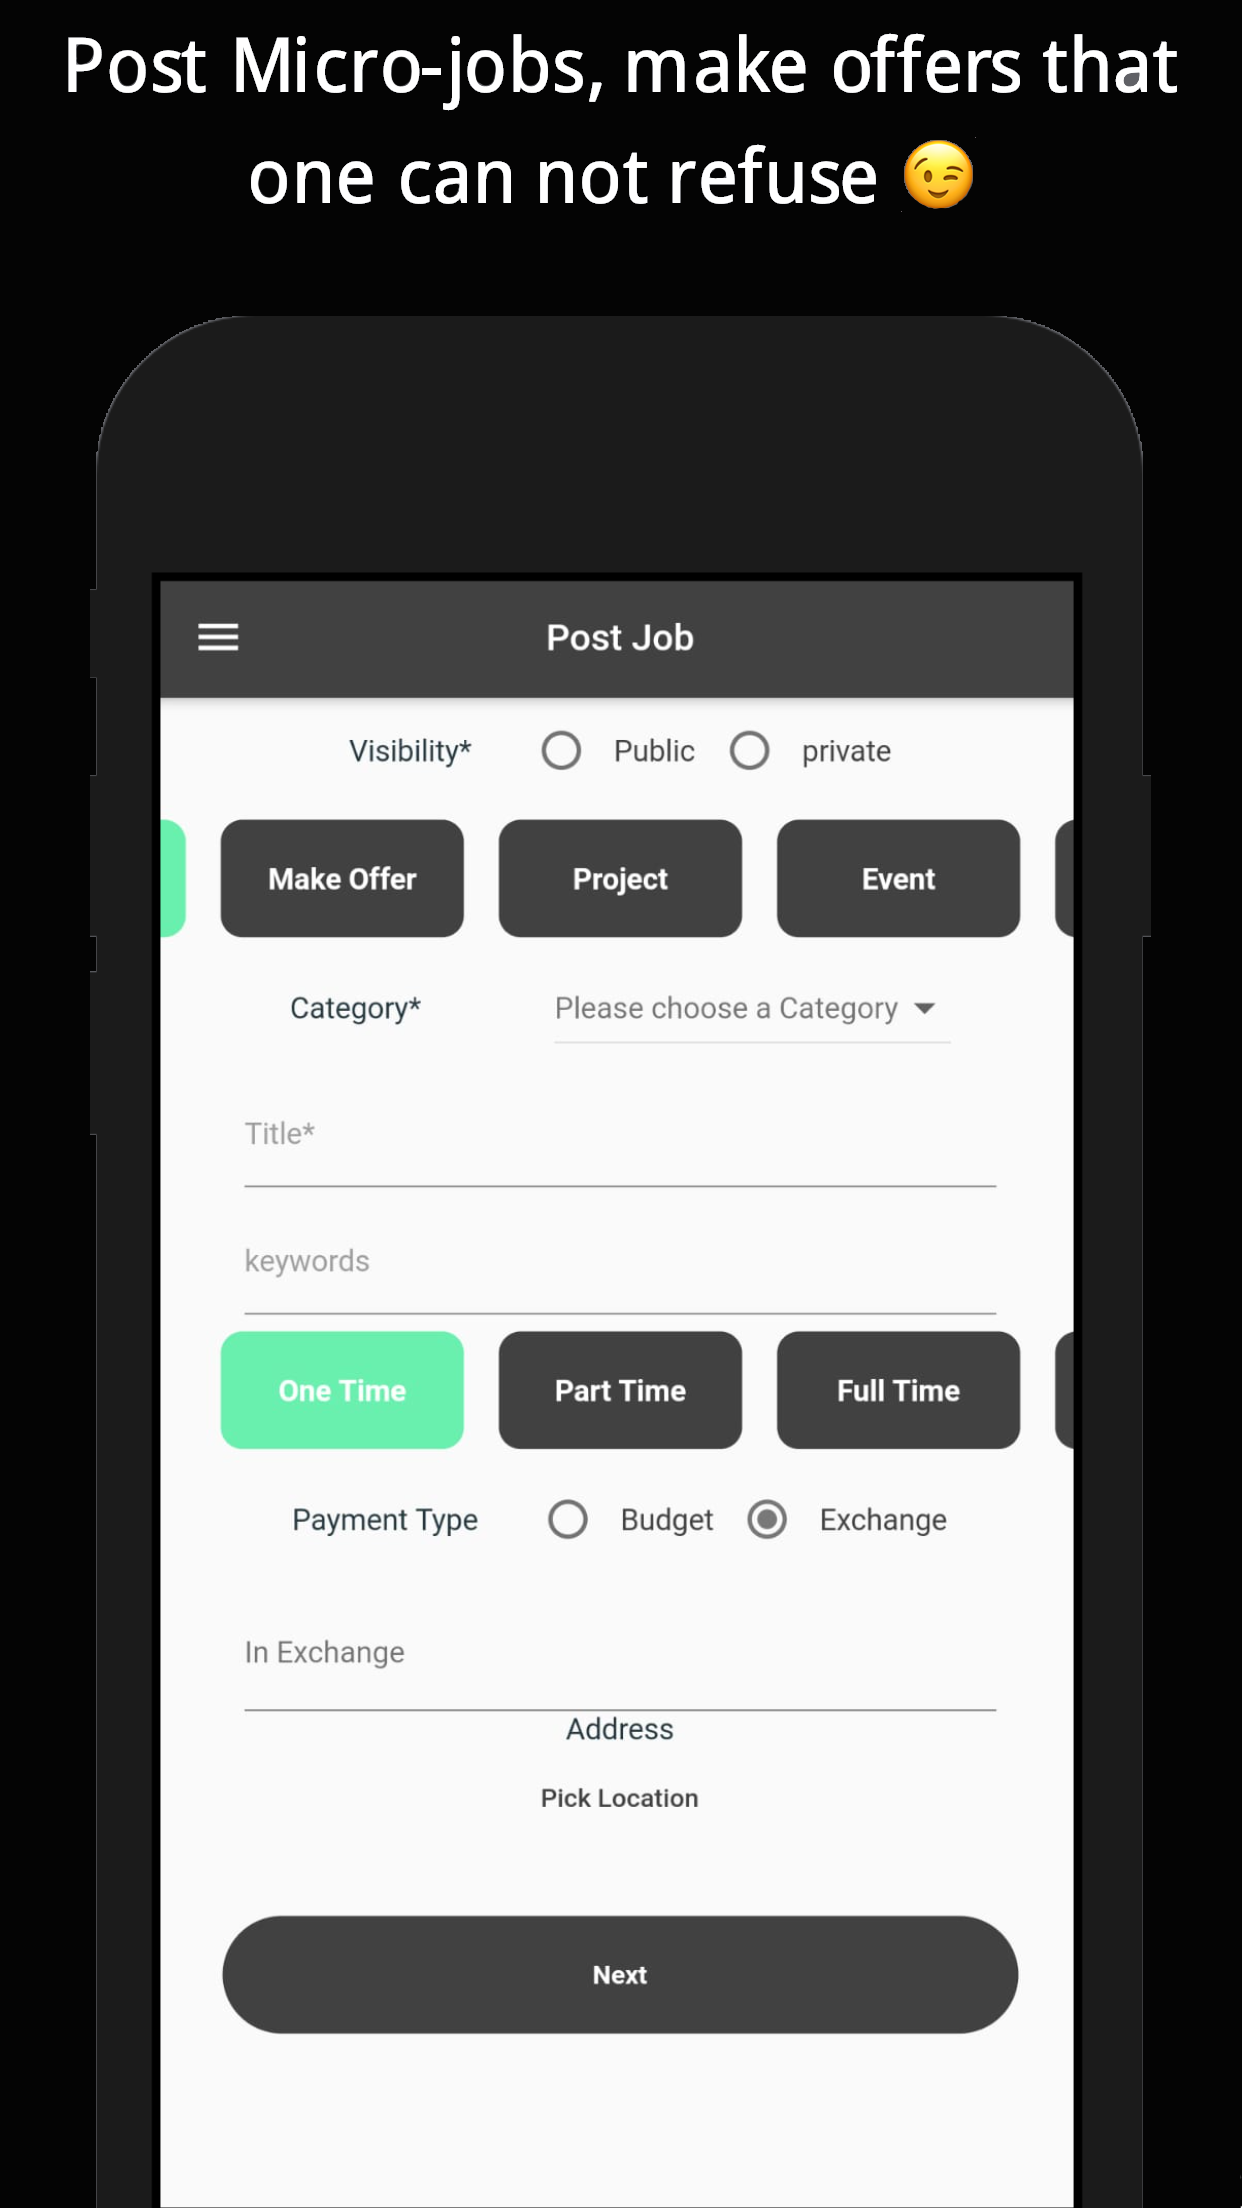 Post Micro-jobs, make offers that
one can not refuse 😉
Post Job
Visibility* Public private
Make Offer Project Event
Category* Please choose a Category
Title*
keywords
One Time Part Time Full Time
Payment Type Budget Exchange
In Exchange
Address
Pick Location
Next